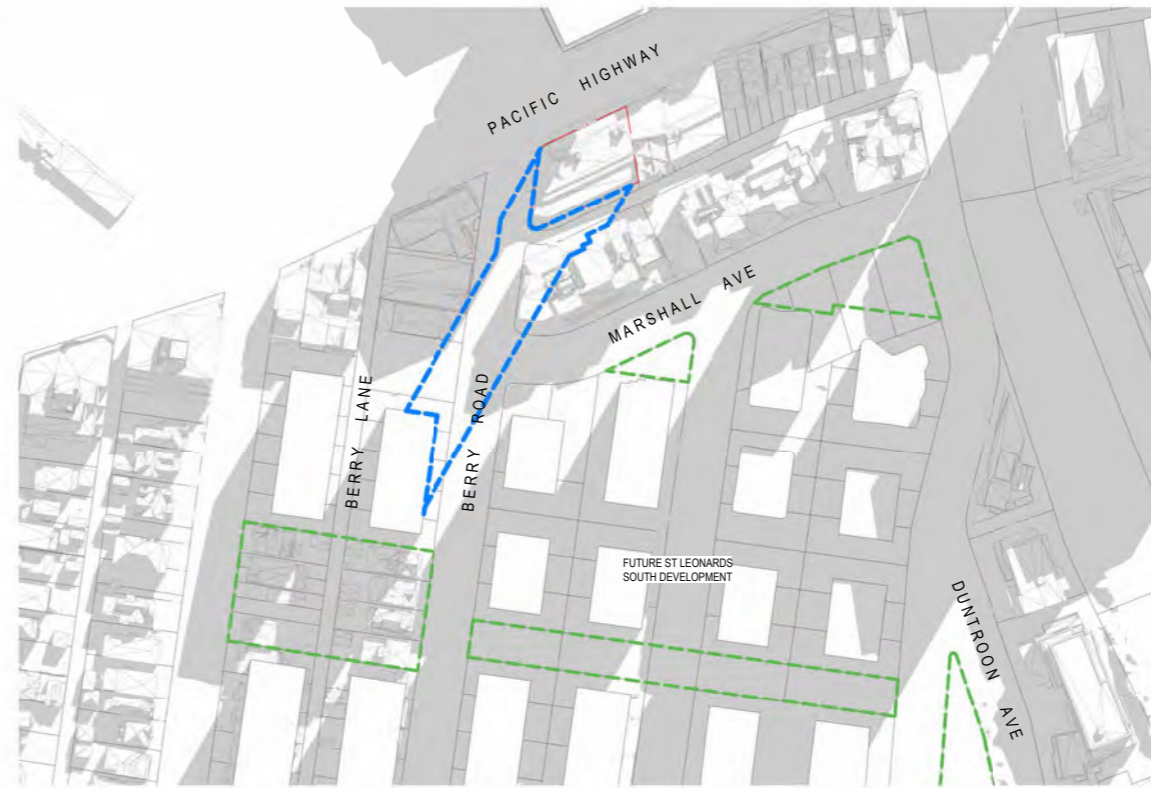 PACIFIC HIGHWAY
MARSHALL AVE
BERRY LANE
BERRY ROAD
FUTURE ST LEONARDS
SOUTH DEVELOPMENT
DUNTROON AVE